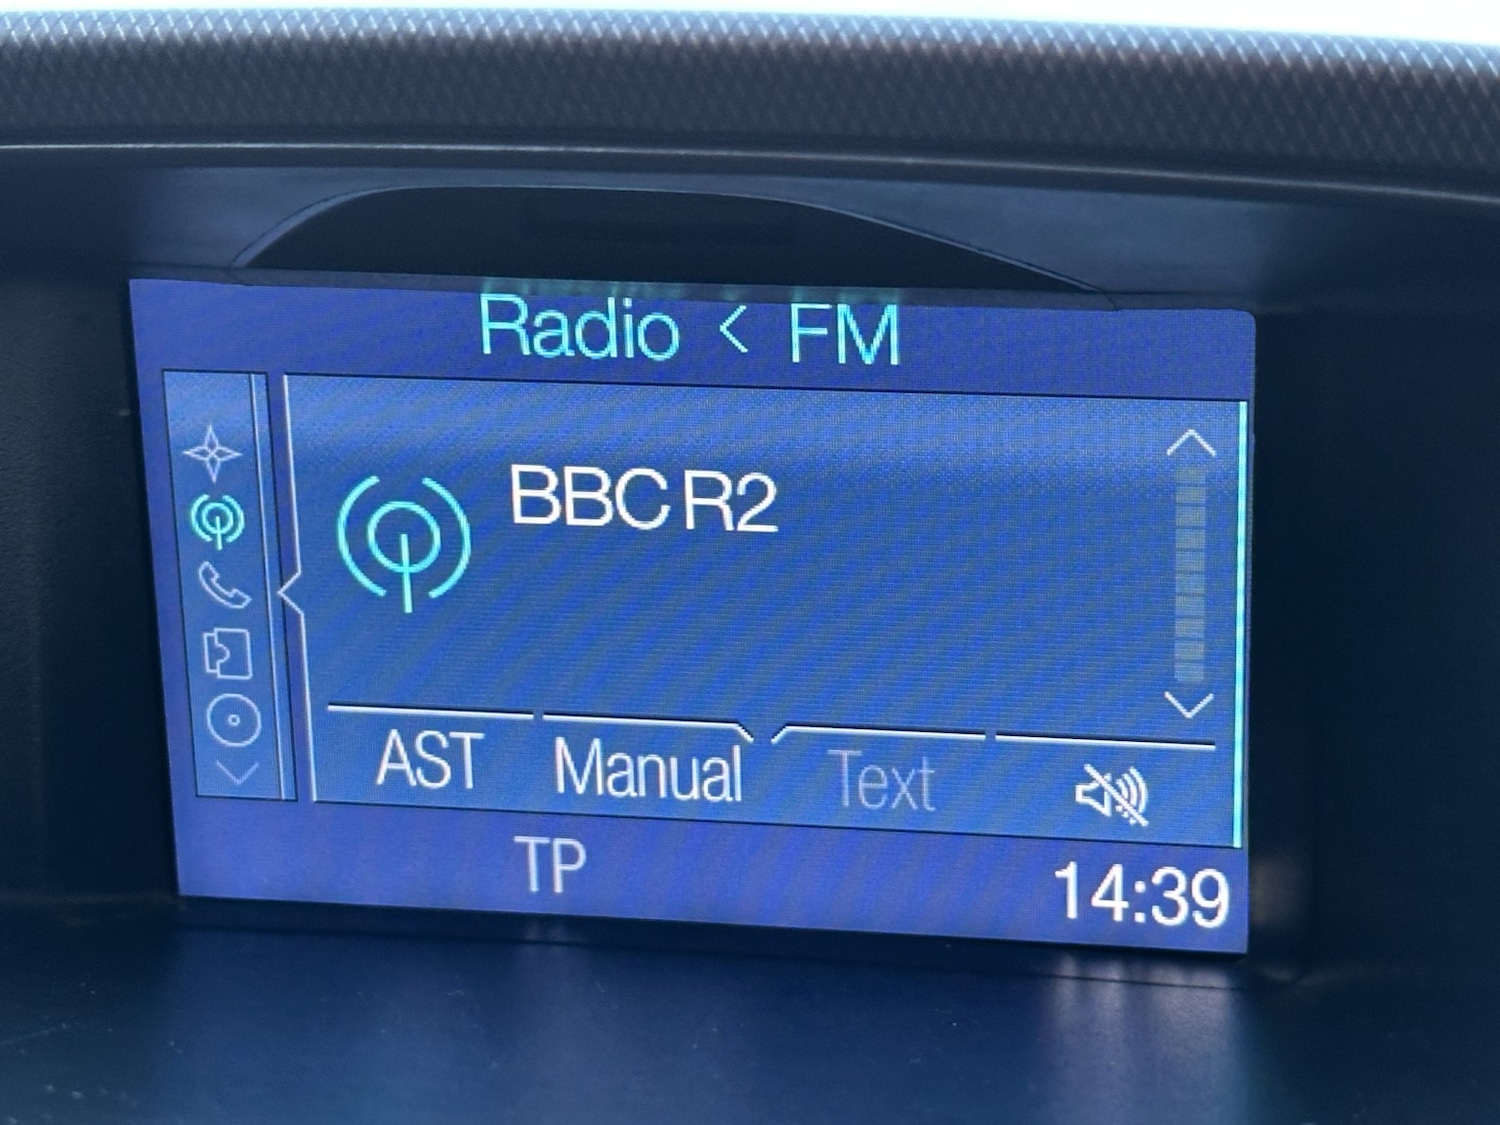 Radio < FM
BBC R2
AST Manual Text
TP 14:39